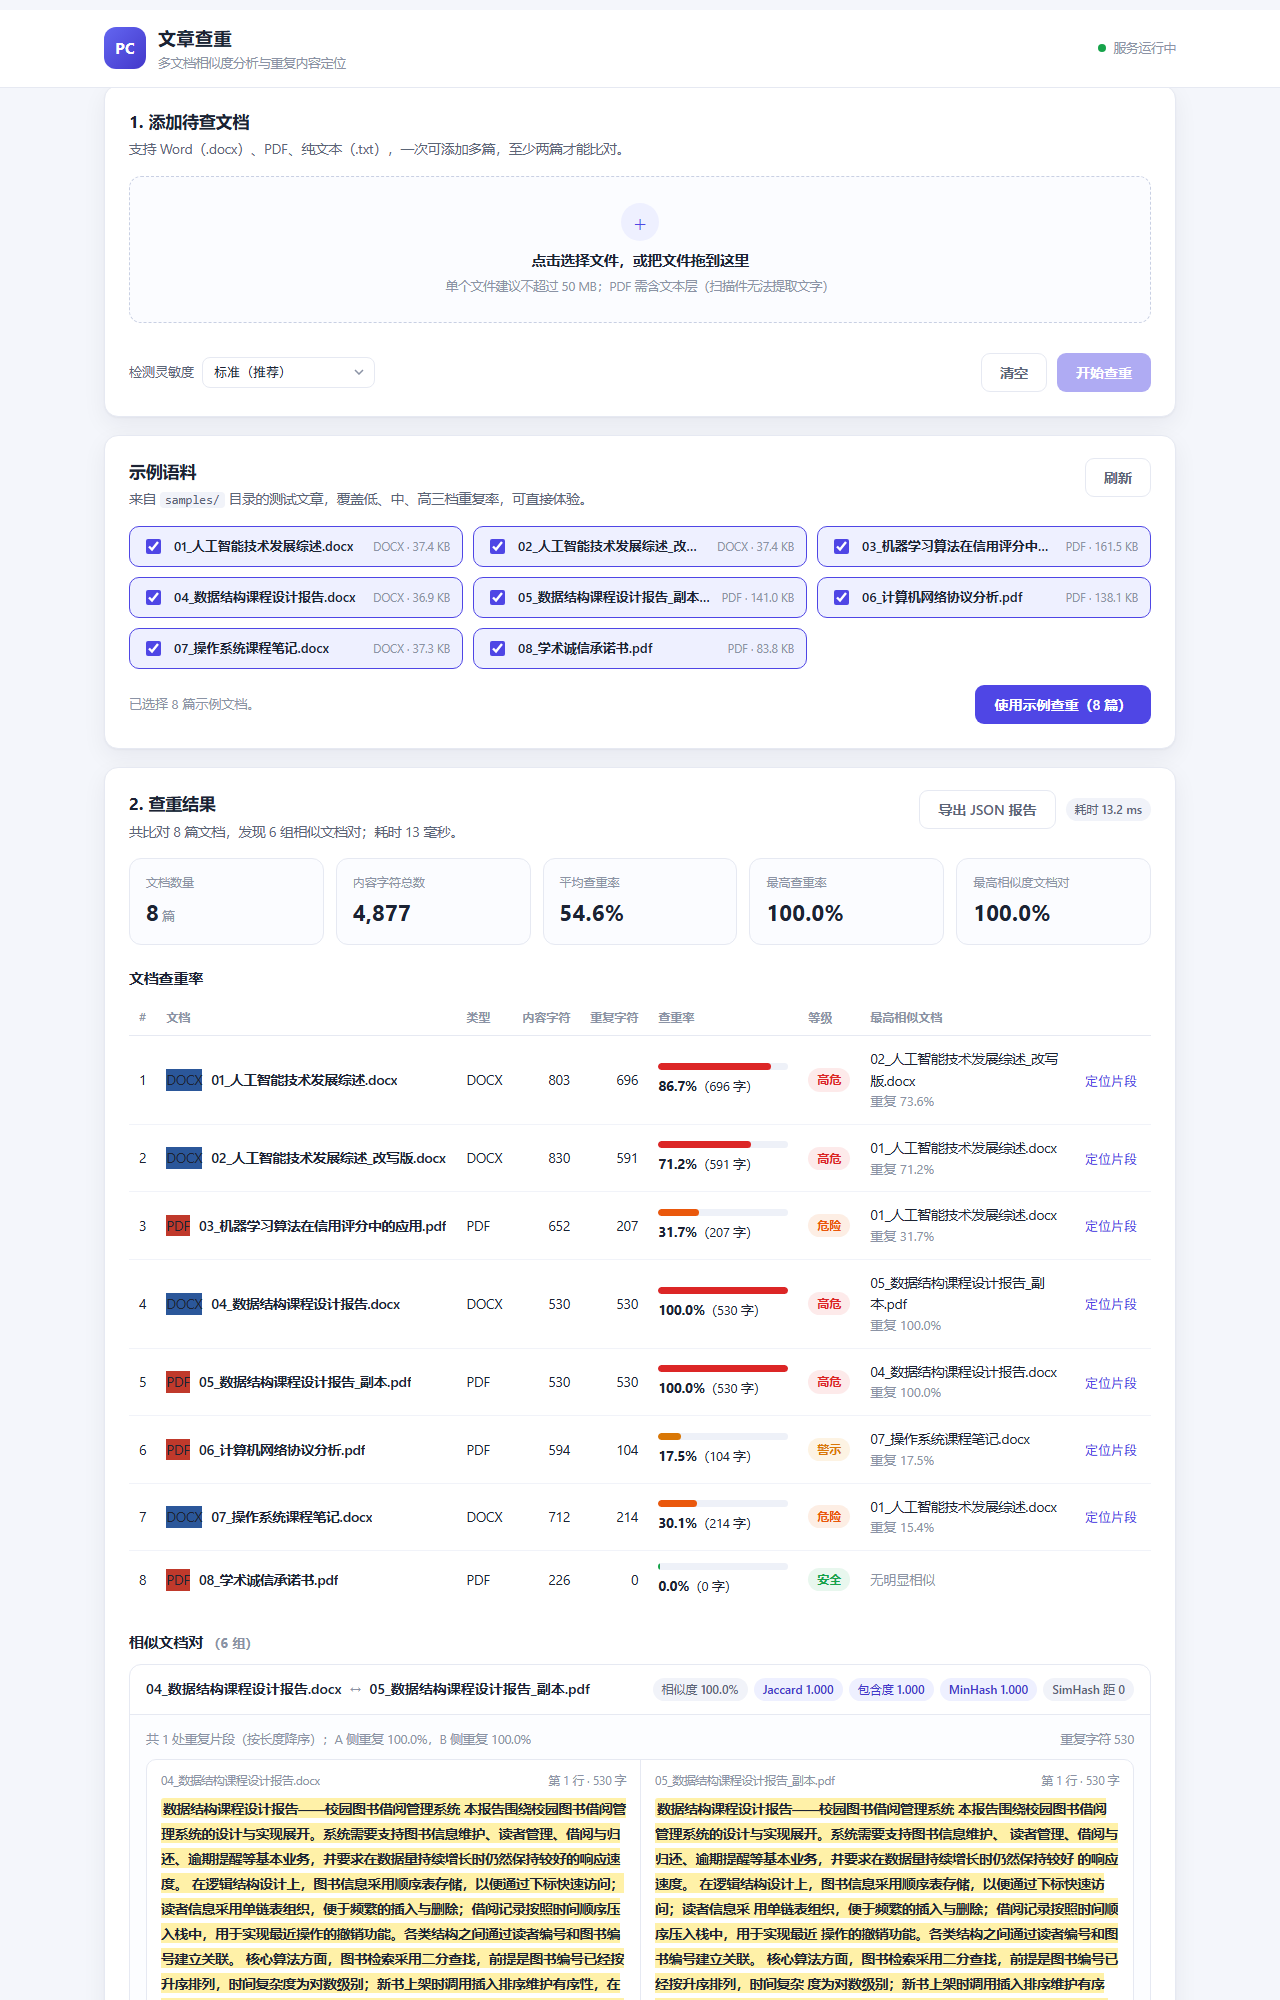 PC
文章查重
多文档相似度分析与重复内容定位
服务运行中
1. 添加待查文档
支持 Word（.docx）、PDF、纯文本（.txt），一次可添加多篇，至少两篇才能比对。
+
点击选择文件，或把文件拖到这里
单个文件建议不超过 50 MB；PDF 需含文本层（扫描件无法提取文字）
检测灵敏度 标准（推荐） 清空 开始查重
示例语料
刷新
来自 samples/ 目录的测试文章，覆盖低、中、高三档重复率，可直接体验。
01_人工智能技术发展综述.docx DOCX · 37.4 KB
02_人工智能技术发展综述_改... DOCX · 37.4 KB
03_机器学习算法在信用评分中... PDF · 161.5 KB
04_数据结构课程设计报告.docx DOCX · 36.9 KB
05_数据结构课程设计报告_副本... PDF · 141.0 KB
06_计算机网络协议分析.pdf PDF · 138.1 KB
07_操作系统课程笔记.docx DOCX · 37.3 KB
08_学术诚信承诺书.pdf PDF · 83.8 KB
已选择 8 篇示例文档。 使用示例查重（8 篇）
2. 查重结果
导出 JSON 报告 耗时 13.2 ms
共比对 8 篇文档，发现 6 组相似文档对；耗时 13 毫秒。
文档数量
8 篇
内容字符总数
4,877
平均查重率
54.6%
最高查重率
100.0%
最高相似度文档对
100.0%
文档查重率
# 文档 类型 内容字符 重复字符 查重率 等级 最高相似文档
1 DOCX 01_人工智能技术发展综述.docx DOCX 803 696 86.7%（696 字） 高危 02_人工智能技术发展综述_改写
版.docx
重复 73.6%
定位片段
2 DOCX 02_人工智能技术发展综述_改写版.docx DOCX 830 591 71.2%（591 字） 高危 01_人工智能技术发展综述.docx
重复 71.2%
定位片段
3 PDF 03_机器学习算法在信用评分中的应用.pdf PDF 652 207 31.7%（207 字） 危险 01_人工智能技术发展综述.docx
重复 31.7%
定位片段
4 DOCX 04_数据结构课程设计报告.docx DOCX 530 530 100.0%（530 字） 高危 05_数据结构课程设计报告_副
本.pdf
重复 100.0%
定位片段
5 PDF 05_数据结构课程设计报告_副本.pdf PDF 530 530 100.0%（530 字） 高危 04_数据结构课程设计报告.docx
重复 100.0%
定位片段
6 PDF 06_计算机网络协议分析.pdf PDF 594 104 17.5%（104 字） 警示 07_操作系统课程笔记.docx
重复 17.5%
定位片段
7 DOCX 07_操作系统课程笔记.docx DOCX 712 214 30.1%（214 字） 危险 01_人工智能技术发展综述.docx
重复 15.4%
定位片段
8 PDF 08_学术诚信承诺书.pdf PDF 226 0 0.0%（0 字） 安全 无明显相似
相似文档对 （6 组）
04_数据结构课程设计报告.docx ↔ 05_数据结构课程设计报告_副本.pdf 相似度 100.0% Jaccard 1.000 包含度 1.000 MinHash 1.000 SimHash 距 0
共 1 处重复片段（按长度降序）；A 侧重复 100.0%，B 侧重复 100.0% 重复字符 530
04_数据结构课程设计报告.docx 第 1 行 · 530 字
数据结构课程设计报告——校园图书借阅管理系统 本报告围绕校园图书借阅管
理系统的设计与实现展开。系统需要支持图书信息维护、读者管理、借阅与归
还、逾期提醒等基本业务，并要求在数据量持续增长时仍然保持较好的响应速
度。 在逻辑结构设计上，图书信息采用顺序表存储，以便通过下标快速访问；
读者信息采用单链表组织，便于频繁的插入与删除；借阅记录按照时间顺序压
入栈中，用于实现最近操作的撤销功能。各类结构之间通过读者编号和图书编
号建立关联。 核心算法方面，图书检索采用二分查找，前提是图书编号已经按
升序排列，时间复杂度为对数级别；新书上架时调用插入排序维护有序性，在
05_数据结构课程设计报告_副本.pdf 第 1 行 · 530 字
数据结构课程设计报告——校园图书借阅管理系统 本报告围绕校园图书借阅
管理系统的设计与实现展开。系统需要支持图书信息维护、 读者管理、借阅与
归还、逾期提醒等基本业务，并要求在数据量持续增长时仍然保持较好 的响应
速度。 在逻辑结构设计上，图书信息采用顺序表存储，以便通过下标快速访
问；读者信息采 用单链表组织，便于频繁的插入与删除；借阅记录按照时间顺
序压入栈中，用于实现最近 操作的撤销功能。各类结构之间通过读者编号和图
书编号建立关联。 核心算法方面，图书检索采用二分查找，前提是图书编号已
经按升序排列，时间复杂 度为对数级别；新书上架时调用插入排序维护有序